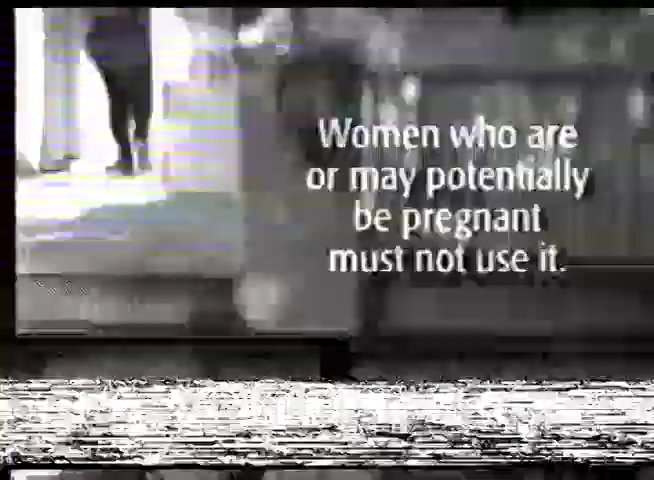 Women who are
or may potentially
be pregnant
must not use it.